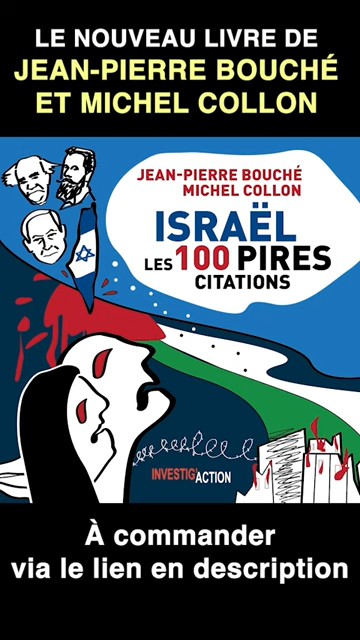 LE NOUVEAU LIVRE DE
JEAN-PIERRE BOUCHÉ
ET MICHEL COLLON
JEAN-PIERRE BOUCHÉ
MICHEL COLLON
ISRAËL
LES 100 PIRES
CITATIONS
INVESTIG'ACTION
À commander
via le lien en description